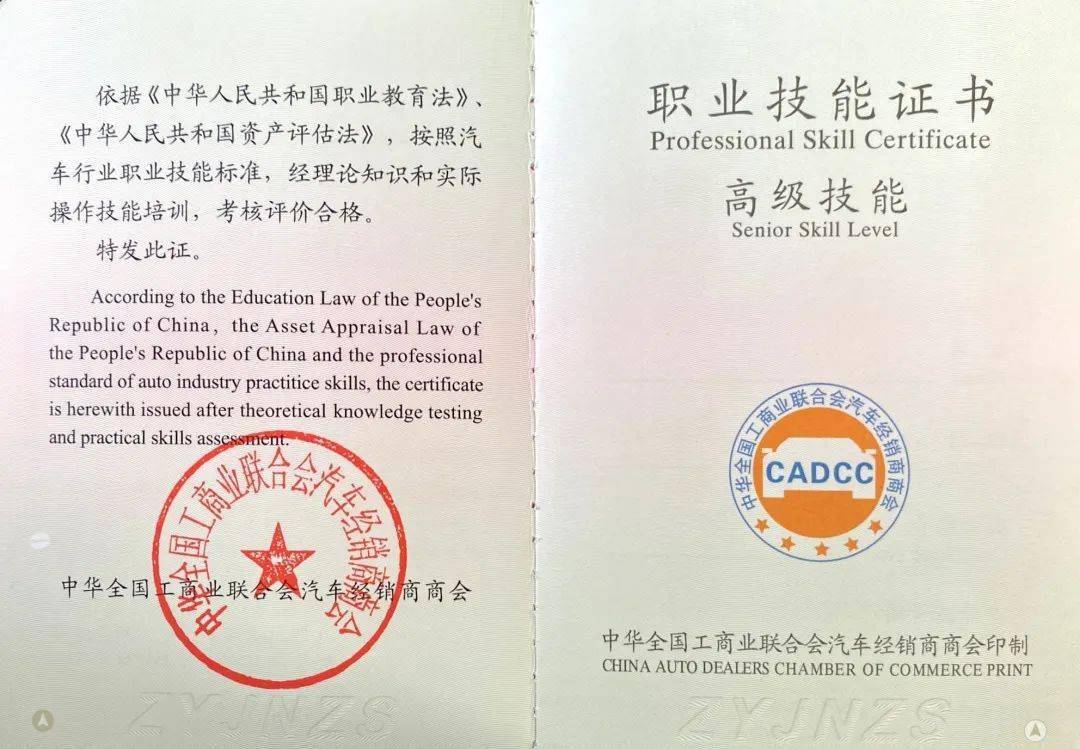 依据《中华人民共和国职业教育法》、
《中华人民共和国资产评估法》，按照汽
车行业职业技能标准，经理论知识和实际
操作技能培训，考核评价合格。
特发此证。
According to the Education Law of the People's
Republic of China, the Asset Appraisal Law of
the People's Republic of China and the professional
standard of auto industry practitice skills, the certificate
is herewith issued after theoretical knowledge testing
and practical skills assessment.
中华全国工商业联合会汽车经销商商会
中华全国工商业联合会汽车经销商商会
ZYJNZS
职业技能证书
Professional Skill Certificate
高级技能
Senior Skill Level
中华全国工商业联合会汽车经销商商会
CADCC
中华全国工商业联合会汽车经销商商会印制
CHINA AUTO DEALERS CHAMBER OF COMMERCE PRINT
ZYJNZS